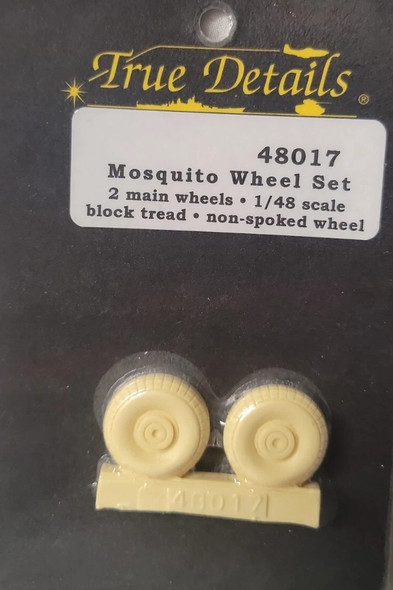 True Details ®
48017
Mosquito Wheel Set
2 main wheels • 1/48 scale
block tread • non-spoked wheel
48017